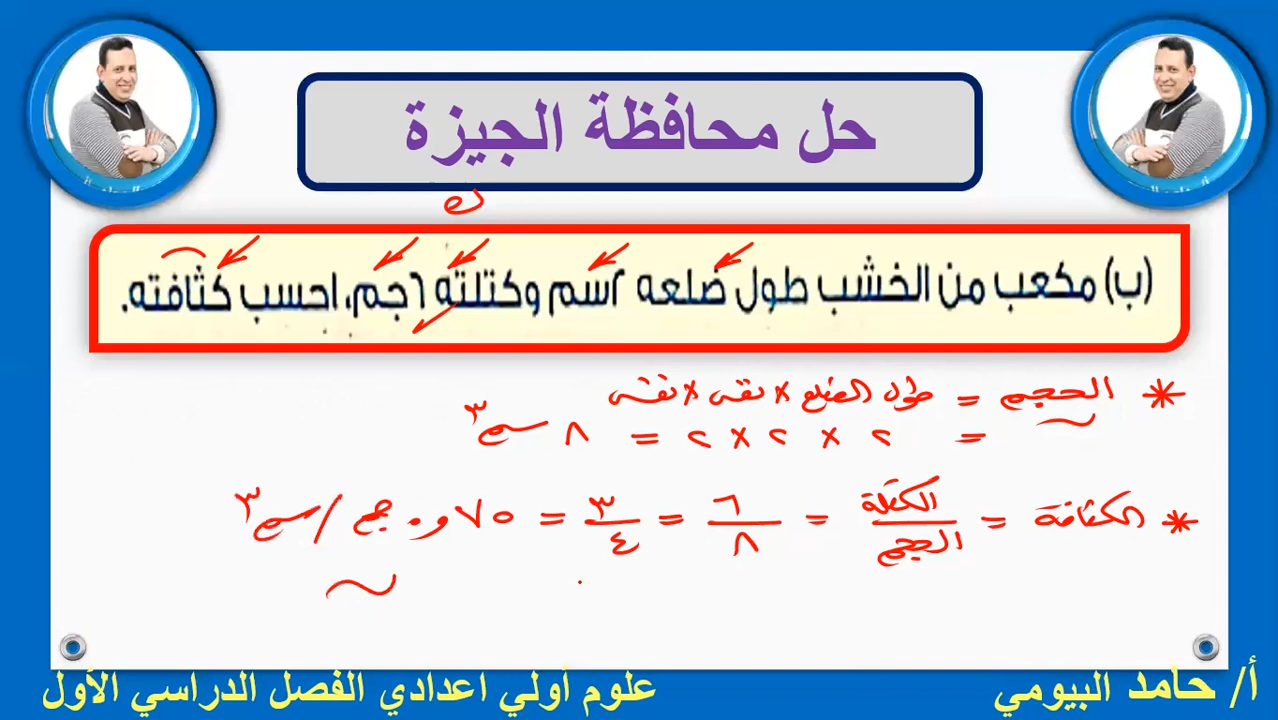 حل محافظة الجيزة
ك
(ب) مكعب من الخشب طول ضلعه ٢سم وكتلته ٦جم، احسب كثافته.
* الحجم = طول الضلع × نفسه × نفسه
= ٢ × ٢ × ٢ = ٨ سم٣
* الكثافة = الكتلة / الحجم = ٦ / ٨ = ٣ / ٤ = ٧٥ و. جم / سم٣
أ/ حامد البيومي
علوم أولي اعدادي الفصل الدراسي الأول